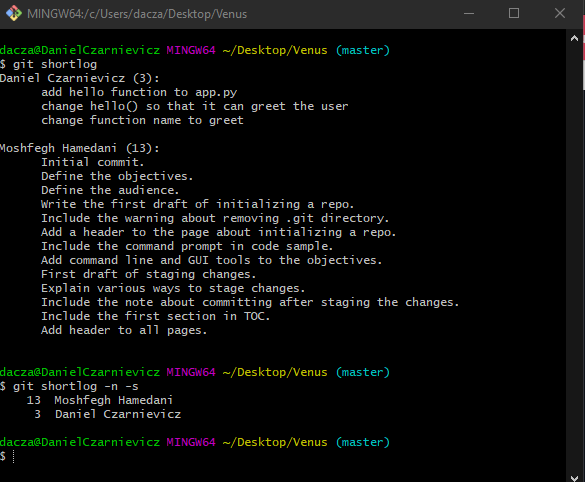 MINGW64:/c/Users/dacza/Desktop/Venus
dacza@DanielCzarnievicz MINGW64 ~/Desktop/Venus (master)
$ git shortlog
Daniel Czarnievicz (3):
      add hello function to app.py
      change hello() so that it can greet the user
      change function name to greet

Moshfegh Hamedani (13):
      Initial commit.
      Define the objectives.
      Define the audience.
      Write the first draft of initializing a repo.
      Include the warning about removing .git directory.
      Add a header to the page about initializing a repo.
      Include the command prompt in code sample.
      Add command line and GUI tools to the objectives.
      First draft of staging changes.
      Explain various ways to stage changes.
      Include the note about committing after staging the changes.
      Include the first section in TOC.
      Add header to all pages.

dacza@DanielCzarnievicz MINGW64 ~/Desktop/Venus (master)
$ git shortlog -n -s
    13  Moshfegh Hamedani
     3  Daniel Czarnievicz

dacza@DanielCzarnievicz MINGW64 ~/Desktop/Venus (master)
$